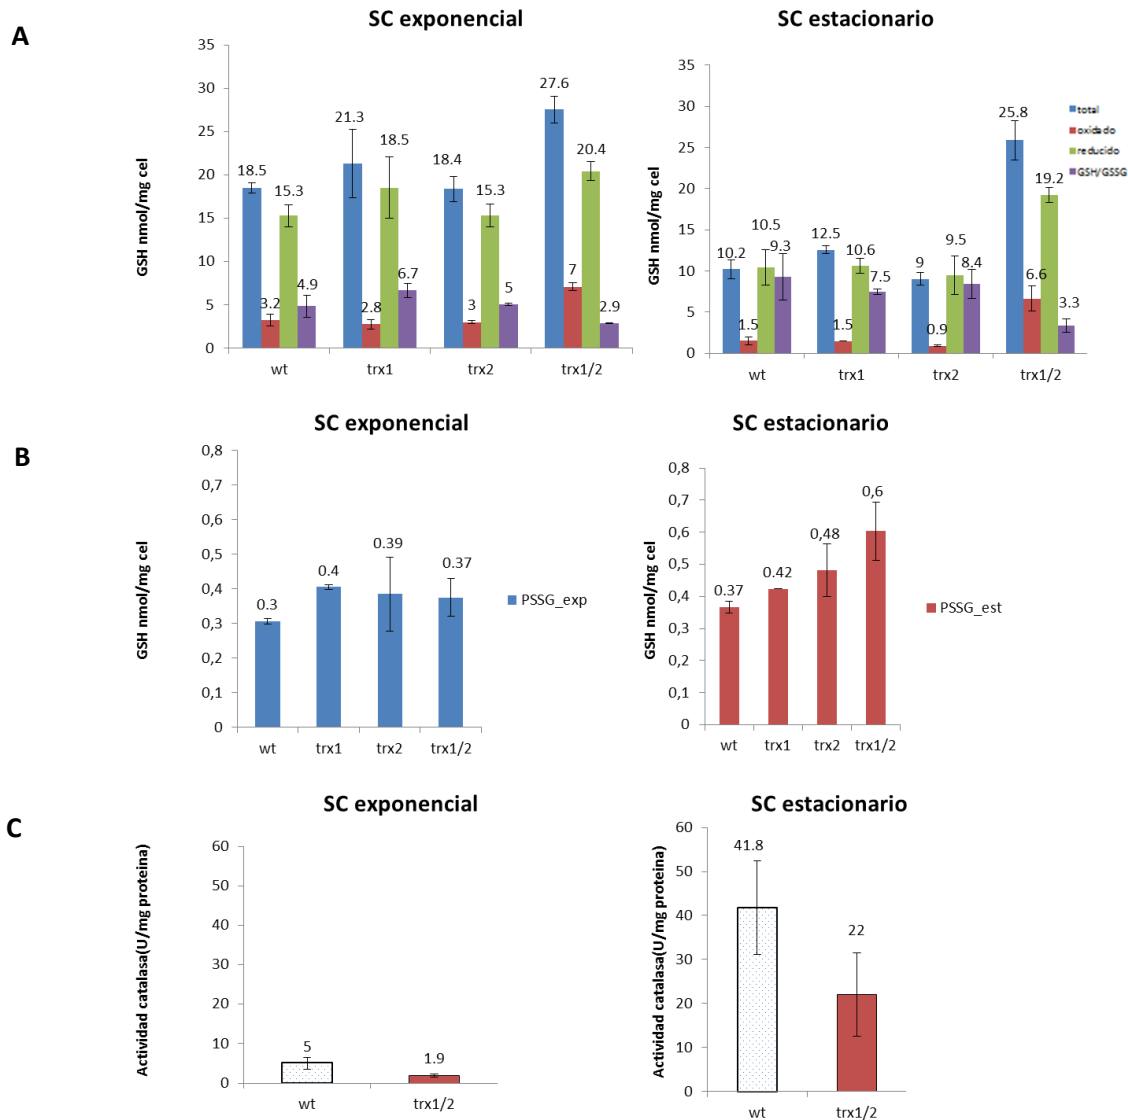 A
SC exponencial
GSH nmol/mg cel
35
30
25
20
15
10
5
0
18.5
3.2
15.3
4.9
21.3
2.8
18.5
6.7
18.4
3
15.3
5
27.6
7
20.4
2.9
wt
trx1
trx2
trx1/2
SC estacionario
GSH nmol/mg cel
35
30
25
20
15
10
5
0
10.2
1.5
10.5
9.3
12.5
1.5
10.6
7.5
9
0.9
9.5
8.4
25.8
6.6
19.2
3.3
wt
trx1
trx2
trx1/2
total
oxidado
reducido
GSH/GSSG
B
SC exponencial
GSH nmol/mg cel
0,8
0,7
0,6
0,5
0,4
0,3
0,2
0,1
0
0.3
0.4
0.39
0.37
wt
trx1
trx2
trx1/2
PSSG_exp
SC estacionario
GSH nmol/mg cel
0,8
0,7
0,6
0,5
0,4
0,3
0,2
0,1
0
0.37
0.42
0,48
0,6
wt
trx1
trx2
trx1/2
PSSG_est
C
SC exponencial
Actividad catalasa(U/mg proteina)
60
50
40
30
20
10
0
5
1.9
wt
trx1/2
SC estacionario
Actividad catalasa(U/mg proteina)
60
50
40
30
20
10
0
41.8
22
wt
trx1/2